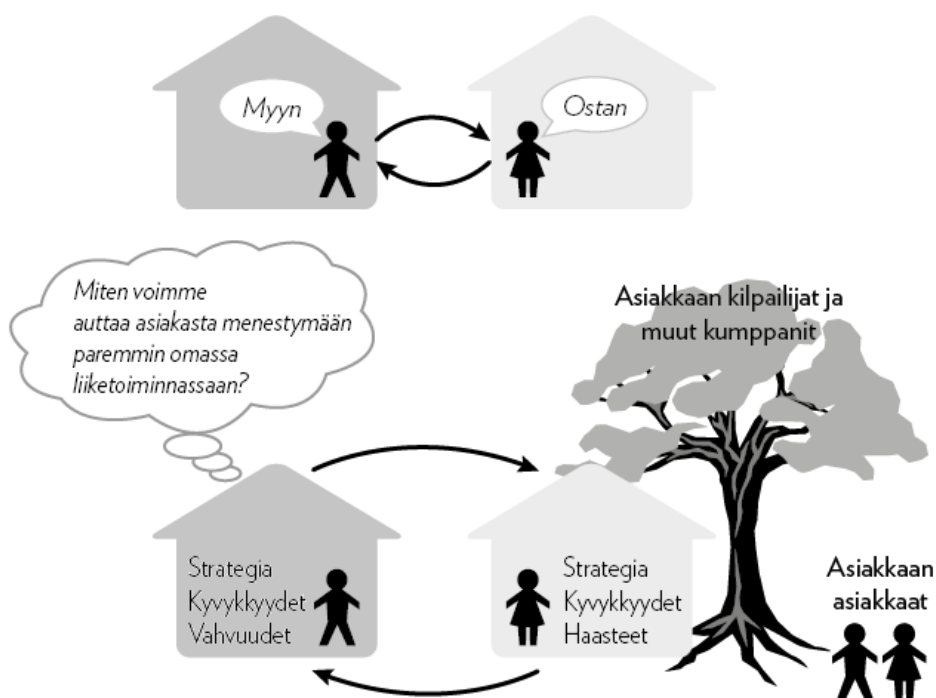 Myyn
Ostan
Miten voimme
auttaa asiakasta menestymään
paremmin omassa
liiketoiminnassaan?
Asiakkaan kilpailijat ja
muut kumppanit
Strategia
Kyvykkyydet
Vahvuudet
Strategia
Kyvykkyydet
Haasteet
Asiakkaan
asiakkaat